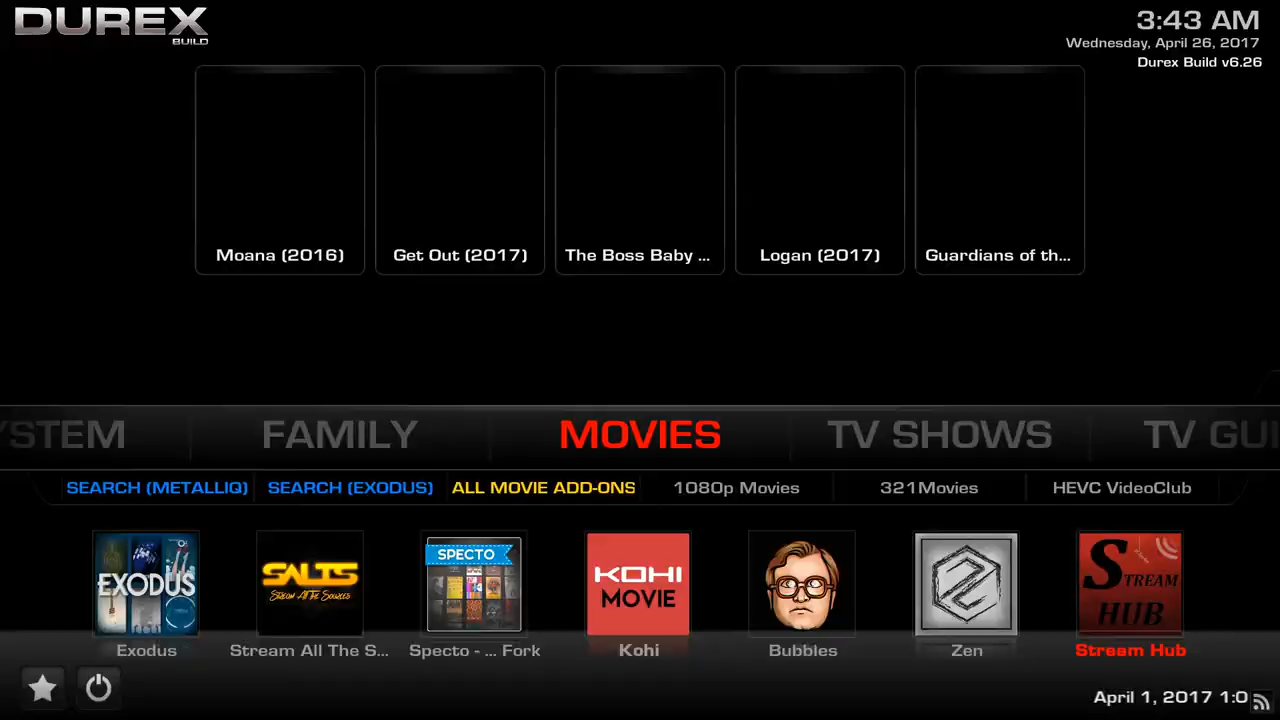 DUREX
BUILD
3:43 AM
Wednesday, April 26, 2017
Durex Build v6.26
Moana (2016)
Get Out (2017)
The Boss Baby ...
Logan (2017)
Guardians of th...
YSTEM
FAMILY
MOVIES
TV SHOWS
TV GUI
SEARCH (METALLIQ)
SEARCH (EXODUS)
ALL MOVIE ADD-ONS
1080p Movies
321Movies
HEVC VideoClub
EXODUS
SALTS
STREAM ALL THE SOURCES
SPECTO
KOHI
MOVIE
STREAM
HUB
Exodus
Stream All The S...
Specto - ... Fork
Kohi
Bubbles
Zen
Stream Hub
April 1, 2017 1:0